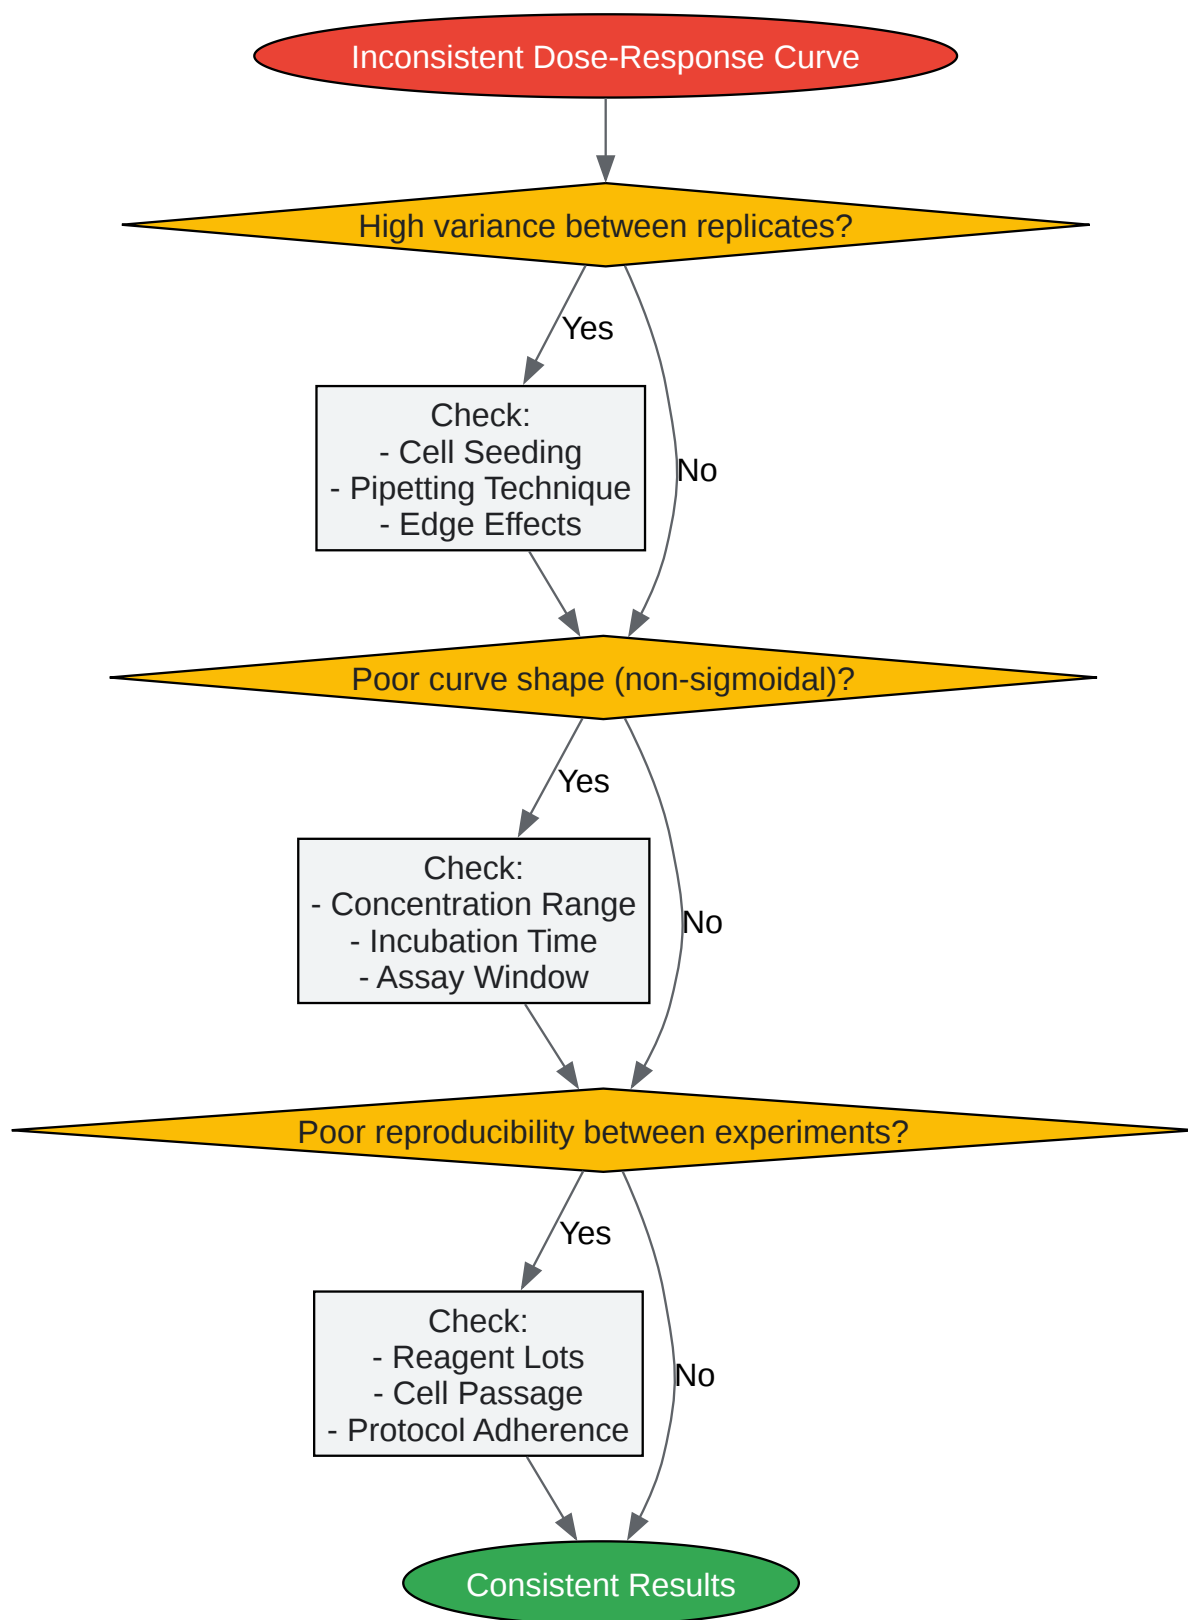 Inconsistent Dose-Response Curve
High variance between replicates?
Yes
Check:
- Cell Seeding
- Pipetting Technique
- Edge Effects
No
Poor curve shape (non-sigmoidal)?
Yes
Check:
- Concentration Range
- Incubation Time
- Assay Window
No
Poor reproducibility between experiments?
Yes
Check:
- Reagent Lots
- Cell Passage
- Protocol Adherence
No
Consistent Results